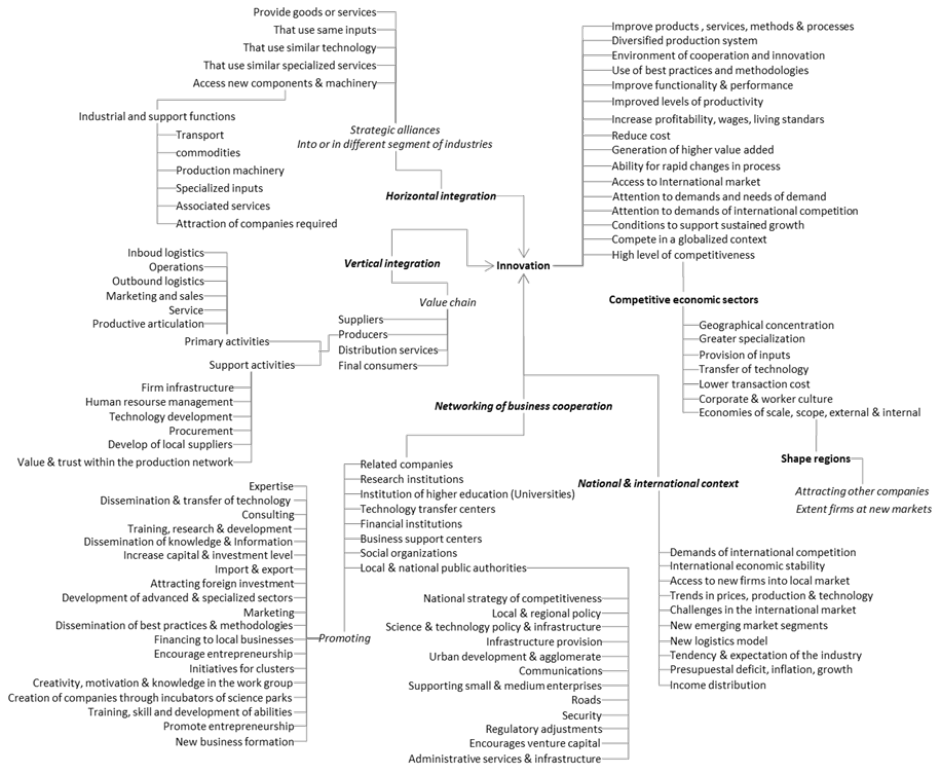 Provide goods or services
That use same inputs
That use similar technology
That use similar specialized services
Access new components & machinery
Industrial and support functions
Transport
commodities
Production machinery
Specialized inputs
Associated services
Attraction of companies required
Strategic alliances
Into or in different segment of industries
Horizontal integration
Improve products , services, methods & processes
Diversified production system
Environment of cooperation and innovation
Use of best practices and methodologies
Improve functionality & performance
Improved levels of productivity
Increase profitability, wages, living standars
Reduce cost
Generation of higher value added
Ability for rapid changes in process
Access to International market
Attention to demands and needs of demand
Attention to demands of international competition
Conditions to support sustained growth
Compete in a globalized context
High level of competitiveness
Innovation
Vertical integration
Value chain
Suppliers
Producers
Distribution services
Final consumers
Inboud logistics
Operations
Outbound logistics
Marketing and sales
Service
Productive articulation
Primary activities
Support activities
Firm infrastructure
Human resourse management
Technology development
Procurement
Develop of local suppliers
Value & trust within the production network
Competitive economic sectors
Geographical concentration
Greater specialization
Provision of inputs
Transfer of technology
Lower transaction cost
Corporate & worker culture
Economies of scale, scope, external & internal
Shape regions
Attracting other companies
Extent firms at new markets
Networking of business cooperation
Related companies
Research institutions
Institution of higher education (Universities)
Technology transfer centers
Financial institutions
Business support centers
Social organizations
Local & national public authorities
National & international context
Demands of international competition
International economic stability
Access to new firms into local market
Trends in prices, production & technology
Challenges in the international market
New emerging market segments
New logistics model
Tendency & expectation of the industry
Presupuestal deficit, inflation, growth
Income distribution
Promoting
Expertise
Dissemination & transfer of technology
Consulting
Training, research & development
Dissemination of knowledge & Information
Increase capital & investment level
Import & export
Attracting foreign investment
Development of advanced & specialized sectors
Marketing
Dissemination of best practices & methodologies
Financing to local businesses
Encourage entrepreneurship
Initiatives for clusters
Creativity, motivation & knowledge in the work group
Creation of companies through incubators of science parks
Training, skill and development of abilities
Promote entrepreneurship
New business formation
National strategy of competitiveness
Local & regional policy
Science & technology policy & infrastructure
Infrastructure provision
Urban development & agglomerate
Communications
Supporting small & medium enterprises
Roads
Security
Regulatory adjustments
Encourages venture capital
Administrative services & infrastructure